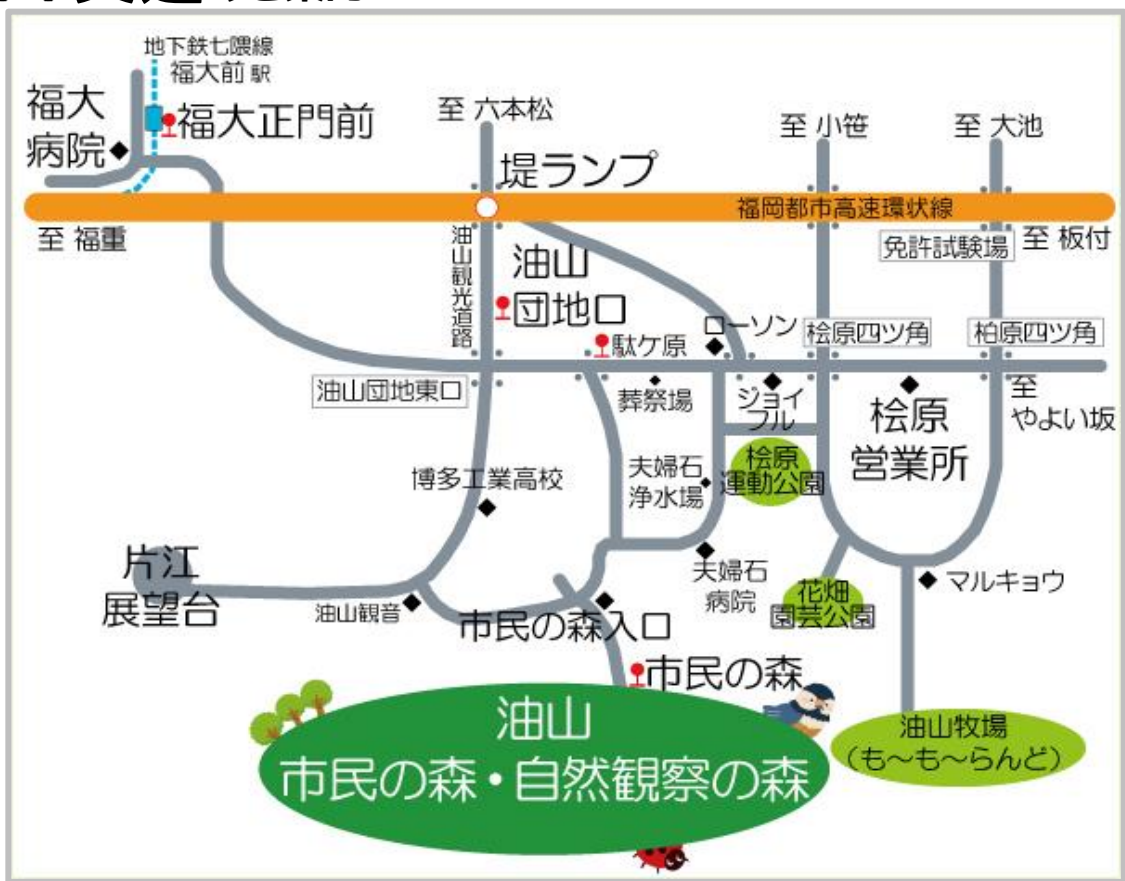 地下鉄七隈線
福大前 駅
福大
病院
福大正門前
至 六本松
至 小笹
至 大池
堤ランプ
福岡都市高速環状線
至 福重
免許試験場
至 板付
油山観光道路
油山
団地口
駄ケ原
ローソン
桧原四ツ角
柏原四ツ角
油山団地東口
葬祭場
ジョイ
フル
桧原
営業所
至
やよい坂
博多工業高校
夫婦石
浄水場
桧原
運動公園
片江
展望台
油山観音
市民の森入口
夫婦石
病院
花畑
園芸公園
マルキョウ
市民の森
油山
市民の森・自然観察の森
油山牧場
（も～も～らんど）